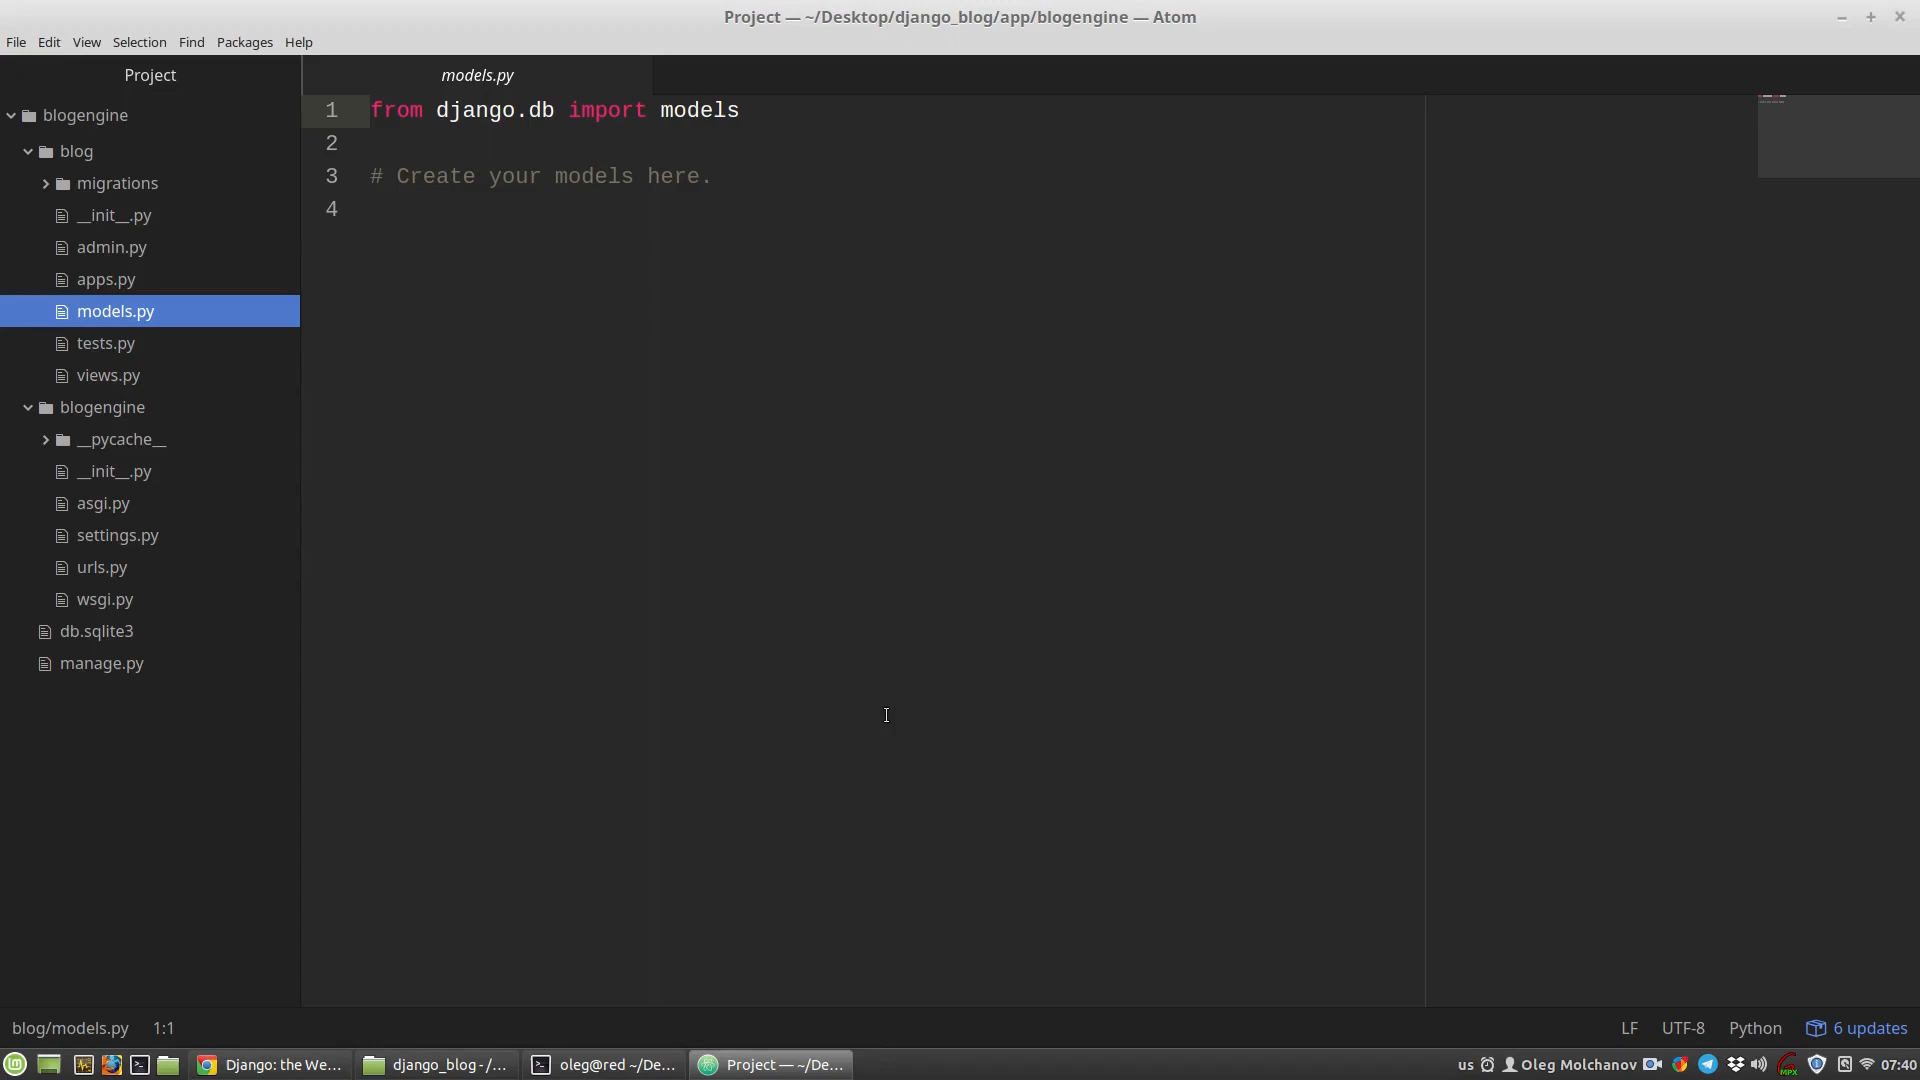 Project — ~/Desktop/django_blog/app/blogengine — Atom
File Edit View Selection Find Packages Help
Project
models.py
blogengine
blog
migrations
__init__.py
admin.py
apps.py
models.py
tests.py
views.py
blogengine
__pycache__
__init__.py
asgi.py
settings.py
urls.py
wsgi.py
db.sqlite3
manage.py
1 from django.db import models
2
3 # Create your models here.
4
blog/models.py 1:1 LF UTF-8 Python 6 updates
Django: the We... django_blog - /... oleg@red ~/De... Project — ~/De... us Oleg Molchanov MPX 07:40